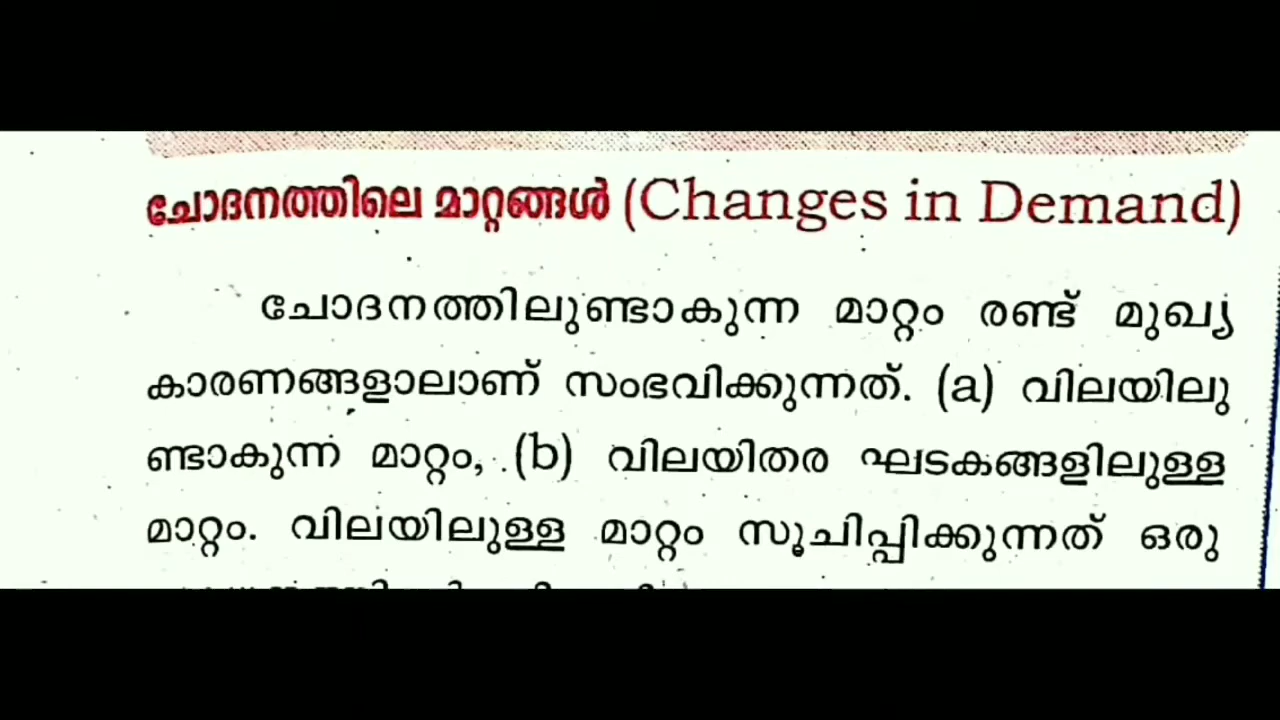 ചോദനത്തിലെ മാറ്റങ്ങൾ (Changes in Demand)
ചോദനത്തിലുണ്ടാകുന്ന മാറ്റം രണ്ട് മുഖ്യ
കാരണങ്ങളാലാണ് സംഭവിക്കുന്നത്. (a) വിലയിലു
ണ്ടാകുന്ന മാറ്റം, (b) വിലയിതര ഘടകങ്ങളിലുള്ള
മാറ്റം. വിലയിലുള്ള മാറ്റം സൂചിപ്പിക്കുന്നത് ഒരു